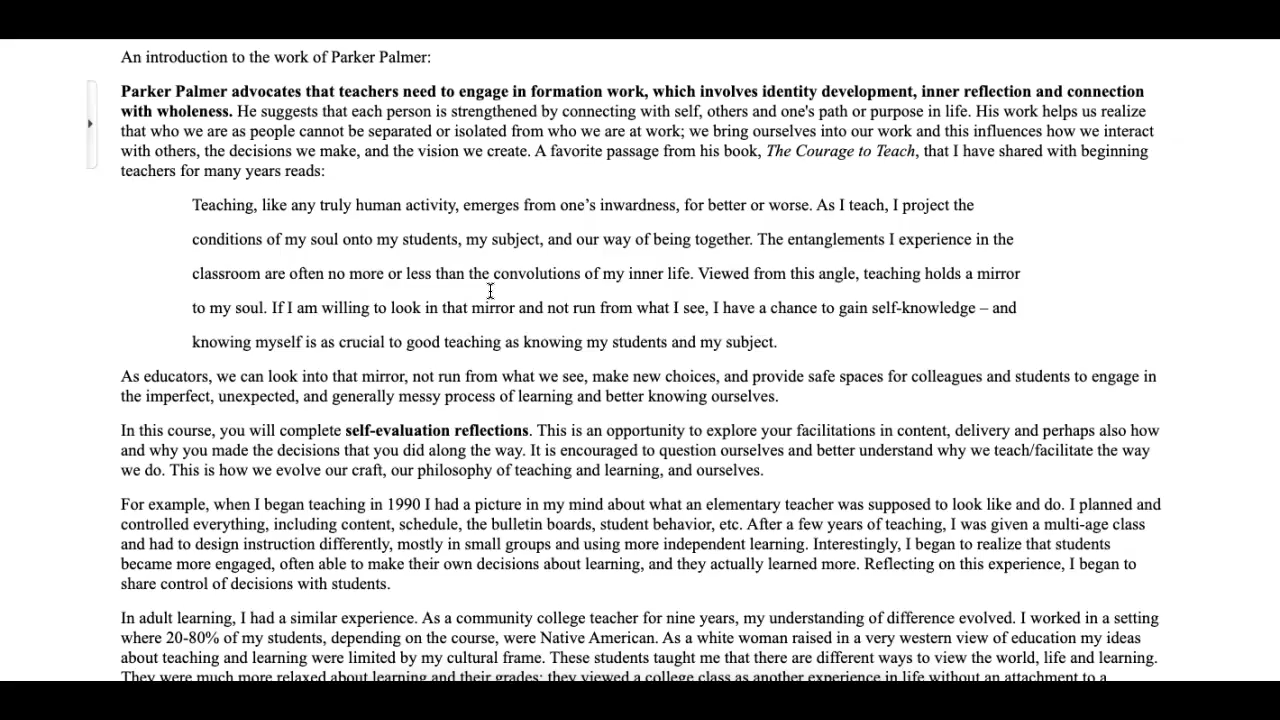 An introduction to the work of Parker Palmer:
Parker Palmer advocates that teachers need to engage in formation work, which involves identity development, inner reflection and connection
with wholeness. He suggests that each person is strengthened by connecting with self, others and one's path or purpose in life. His work helps us realize
that who we are as people cannot be separated or isolated from who we are at work; we bring ourselves into our work and this influences how we interact
with others, the decisions we make, and the vision we create. A favorite passage from his book, The Courage to Teach, that I have shared with beginning
teachers for many years reads:
Teaching, like any truly human activity, emerges from one’s inwardness, for better or worse. As I teach, I project the
conditions of my soul onto my students, my subject, and our way of being together. The entanglements I experience in the
classroom are often no more or less than the convolutions of my inner life. Viewed from this angle, teaching holds a mirror
to my soul. If I am willing to look in that mirror and not run from what I see, I have a chance to gain self-knowledge – and
knowing myself is as crucial to good teaching as knowing my students and my subject.
As educators, we can look into that mirror, not run from what we see, make new choices, and provide safe spaces for colleagues and students to engage in
the imperfect, unexpected, and generally messy process of learning and better knowing ourselves.
In this course, you will complete self-evaluation reflections. This is an opportunity to explore your facilitations in content, delivery and perhaps also how
and why you made the decisions that you did along the way. It is encouraged to question ourselves and better understand why we teach/facilitate the way
we do. This is how we evolve our craft, our philosophy of teaching and learning, and ourselves.
For example, when I began teaching in 1990 I had a picture in my mind about what an elementary teacher was supposed to look like and do. I planned and
controlled everything, including content, schedule, the bulletin boards, student behavior, etc. After a few years of teaching, I was given a multi-age class
and had to design instruction differently, mostly in small groups and using more independent learning. Interestingly, I began to realize that students
became more engaged, often able to make their own decisions about learning, and they actually learned more. Reflecting on this experience, I began to
share control of decisions with students.
In adult learning, I had a similar experience. As a community college teacher for nine years, my understanding of difference evolved. I worked in a setting
where 20-80% of my students, depending on the course, were Native American. As a white woman raised in a very western view of education my ideas
about teaching and learning were limited by my cultural frame. These students taught me that there are different ways to view the world, life and learning.
They were much more relaxed about learning and their grades; they viewed a college class as another experience in life without an attachment to a